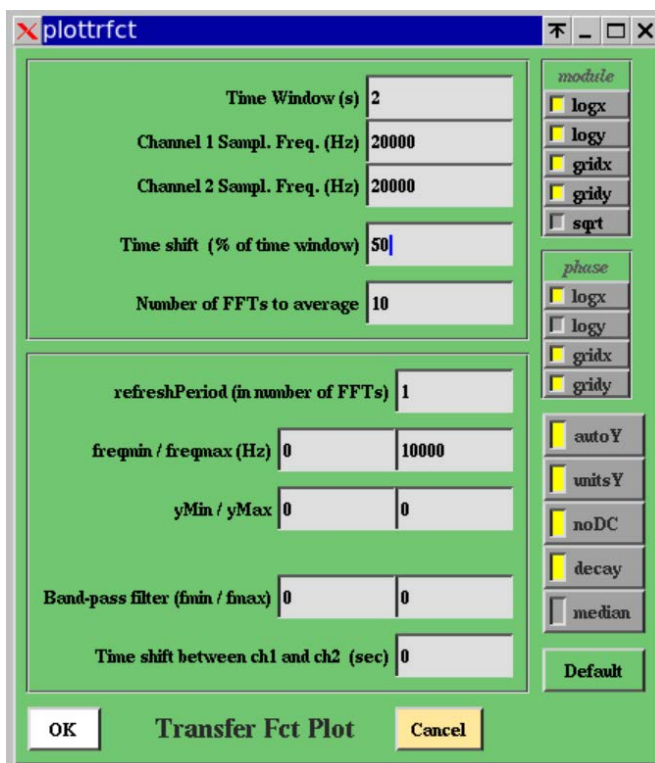 plottrfct
Time Window (s) 2
Channel 1 Sampl. Freq. (Hz) 20000
Channel 2 Sampl. Freq. (Hz) 20000
Time shift (% of time window) 50
Number of FFTs to average 10
refreshPeriod (in number of FFTs) 1
freqmin / freqmax (Hz) 0 10000
yMin / yMax 0 0
Band-pass filter (fmin / fmax) 0 0
Time shift between ch1 and ch2 (sec) 0
module
logx
logy
gridx
gridy
sqrt
phase
logx
logy
gridx
gridy
autoY
unitsY
noDC
decay
median
Default
OK Transfer Fct Plot Cancel